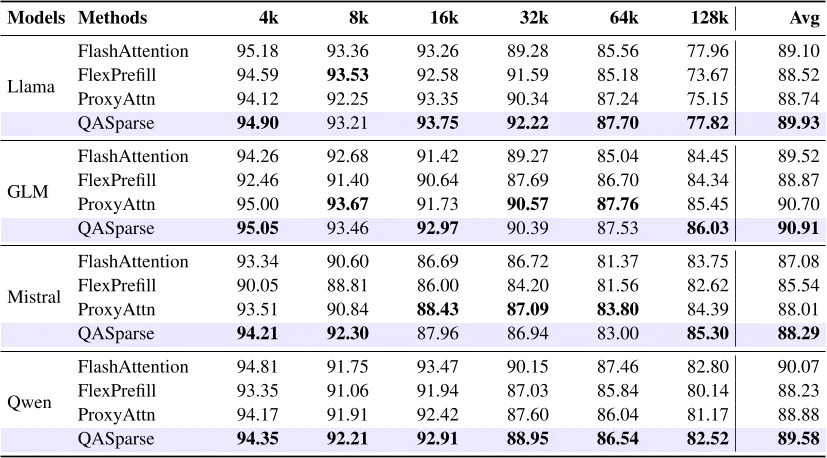 Models Methods 4k 8k 16k 32k 64k 128k Avg
FlashAttention 95.18 93.36 93.26 89.28 85.56 77.96 89.10
FlexPrefill 94.59 93.53 92.58 91.59 85.18 73.67 88.52
Llama
ProxyAttn 94.12 92.25 93.35 90.34 87.24 75.15 88.74
QASparse 94.90 93.21 93.75 92.22 87.70 77.82 89.93
FlashAttention 94.26 92.68 91.42 89.27 85.04 84.45 89.52
FlexPrefill 92.46 91.40 90.64 87.69 86.70 84.34 88.87
GLM
ProxyAttn 95.00 93.67 91.73 90.57 87.76 85.45 90.70
QASparse 95.05 93.46 92.97 90.39 87.53 86.03 90.91
FlashAttention 93.34 90.60 86.69 86.72 81.37 83.75 87.08
FlexPrefill 90.05 88.81 86.00 84.20 81.56 82.62 85.54
Mistral
ProxyAttn 93.51 90.84 88.43 87.09 83.80 84.39 88.01
QASparse 94.21 92.30 87.96 86.94 83.00 85.30 88.29
FlashAttention 94.81 91.75 93.47 90.15 87.46 82.80 90.07
FlexPrefill 93.35 91.06 91.94 87.03 85.84 80.14 88.23
Qwen
ProxyAttn 94.17 91.91 92.42 87.60 86.04 81.17 88.88
QASparse 94.35 92.21 92.91 88.95 86.54 82.52 89.58